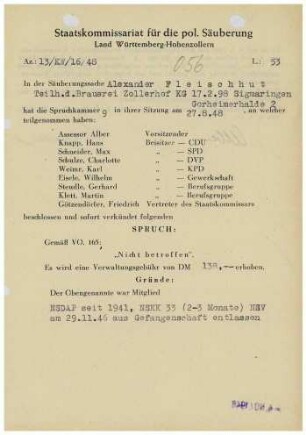 Staatskommissariat für die pol. Säuberung
Land Württemberg-Hohenzollern
Az.: 13/KV/16/48
056
L.: 53
In der Säuberungssache Alexander Fleischhut
Teilh.d.Brauerei Zollerhof KG 17.2.98 Sigmaringen
Gorheimerhalde 2
hat die Spruchkammer 9 in ihrer Sitzung am 27.8.48 an welcher
teilgenommen haben:
Assessor Alber Vorsitzender
Knapp, Hans Beisitzer — CDU
Schneider, Max „ — SPD
Schulze, Charlotte „ — DVP
Weimr, Karl „ — KPD
Eisele, Wilhelm „ — Gewerkschaft
Stendle, Gerhard „ — Berufsgruppe
Klett, Martin „ — Berufsgruppe
Götzendörfer, Friedrich Vertreter des Staatskommissars
beschlossen und sofort verkündet folgenden
SPRUCH:
Gemäß VO. 165:
„Nicht betroffen".
Es wird eine Verwaltungsgebühr von DM 138,— erhoben.
Gründe:
Der Obengenannte war Mitglied
NSDAP seit 1941, NSKK 33 (2-3 Monate) NSV
am 29.11.46 aus Gefangenschaft entlassen